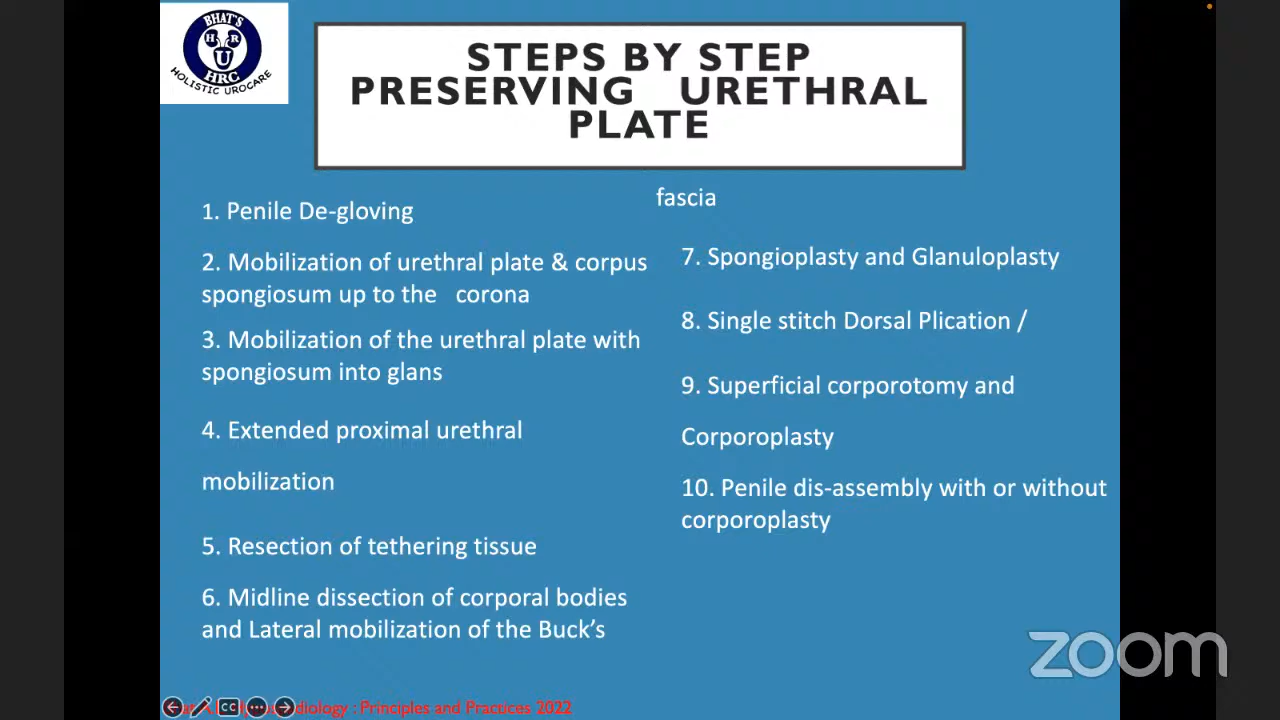 BHAT'S
H R
U
HRC
HOLISTIC UROCARE
STEPS BY STEP
PRESERVING URETHRAL
PLATE
1. Penile De-gloving
2. Mobilization of urethral plate & corpus
spongiosum up to the corona
3. Mobilization of the urethral plate with
spongiosum into glans
4. Extended proximal urethral
mobilization
5. Resection of tethering tissue
6. Midline dissection of corporal bodies
and Lateral mobilization of the Buck's
fascia
7. Spongioplasty and Glanuloplasty
8. Single stitch Dorsal Plication /
9. Superficial corporotomy and
Corporoplasty
10. Penile dis-assembly with or without
corporoplasty
: Principles and Practices 2022
CC
zoom